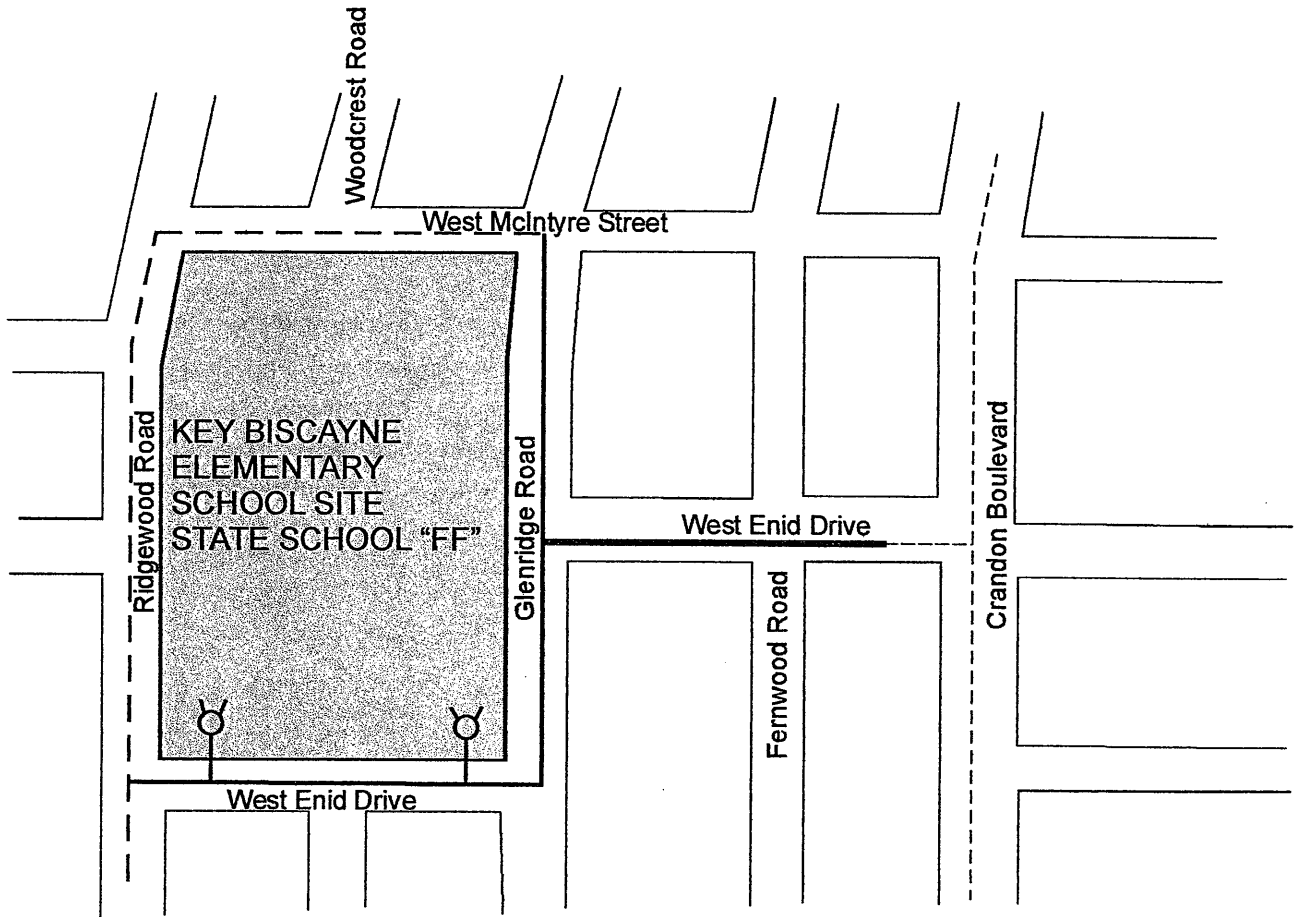 Woodcrest Road
West McIntyre Street
KEY BISCAYNE
ELEMENTARY
SCHOOL SITE
STATE SCHOOL “FF”
Ridgewood Road
Glenridge Road
West Enid Drive
Crandon Boulevard
Fernwood Road
West Enid Drive